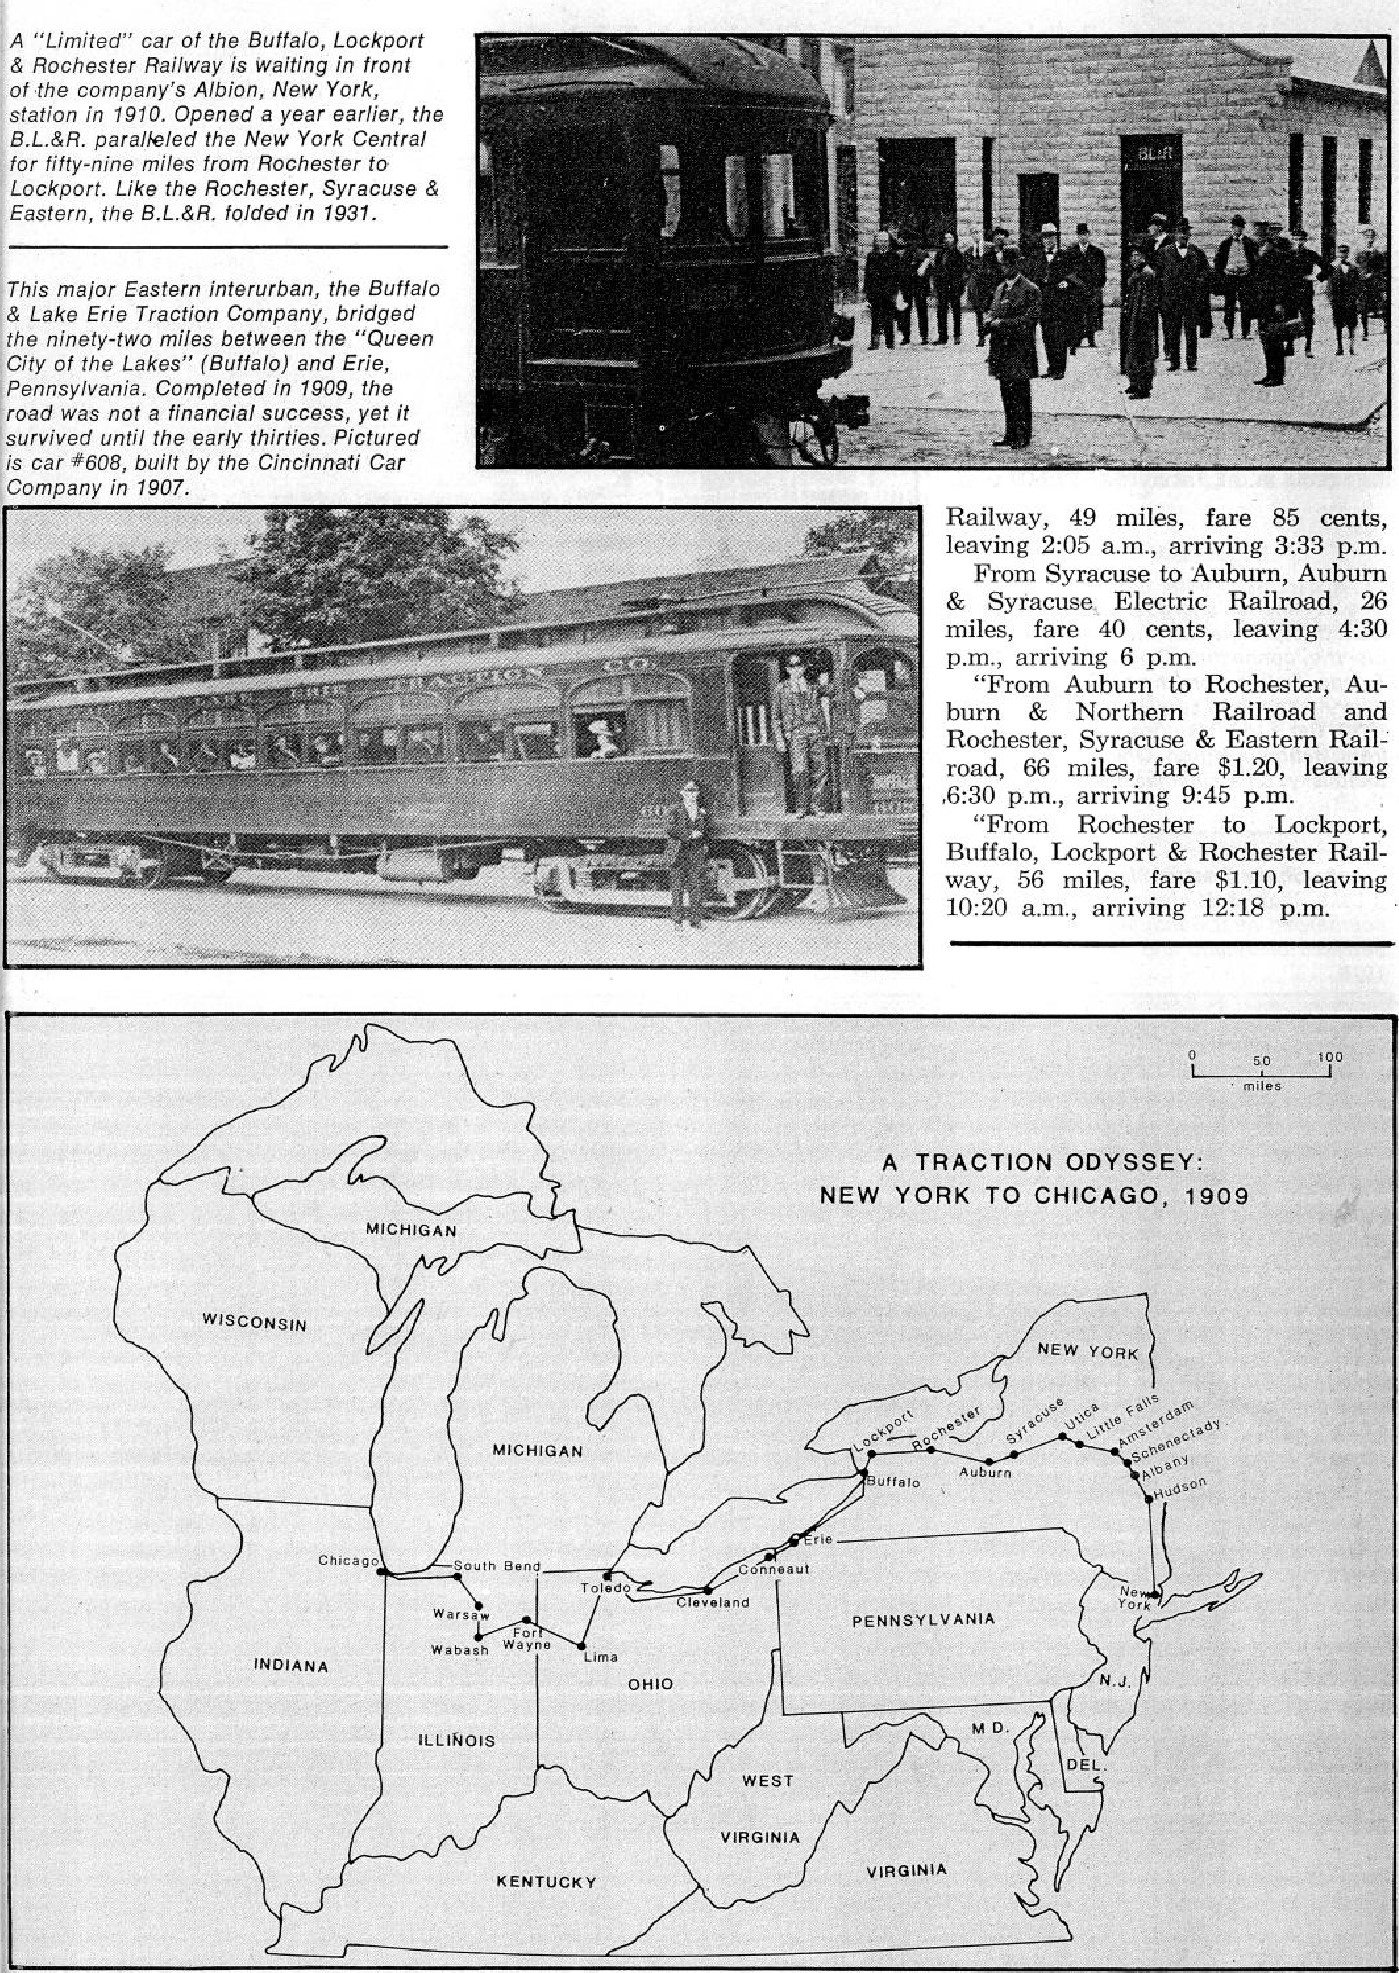 A “Limited” car of the Buffalo, Lockport
& Rochester Railway is waiting in front
of the company's Albion, New York,
station in 1910. Opened a year earlier, the
B.L.&R. paralleled the New York Central
for fifty-nine miles from Rochester to
Lockport. Like the Rochester, Syracuse &
Eastern, the B.L.&R. folded in 1931.
BL&R
This major Eastern interurban, the Buffalo
& Lake Erie Traction Company, bridged
the ninety-two miles between the “Queen
City of the Lakes” (Buffalo) and Erie,
Pennsylvania. Completed in 1909, the
road was not a financial success, yet it
survived until the early thirties. Pictured
is car #608, built by the Cincinnati Car
Company in 1907.
ERIE TRACTION CO
Railway, 49 miles, fare 85 cents,
leaving 2:05 a.m., arriving 3:33 p.m.
From Syracuse to Auburn, Auburn
& Syracuse Electric Railroad, 26
miles, fare 40 cents, leaving 4:30
p.m., arriving 6 p.m.
“From Auburn to Rochester, Au-
burn & Northern Railroad and
Rochester, Syracuse & Eastern Rail-
road, 66 miles, fare $1.20, leaving
6:30 p.m., arriving 9:45 p.m.
“From Rochester to Lockport,
Buffalo, Lockport & Rochester Rail-
way, 56 miles, fare $1.10, leaving
10:20 a.m., arriving 12:18 p.m.
0 50 100
miles
A TRACTION ODYSSEY:
NEW YORK TO CHICAGO, 1909
MICHIGAN
WISCONSIN
NEW YORK
MICHIGAN
Lockport
Rochester
Syracuse
Utica
Little Falls
Amsterdam
Schenectady
Albany
Hudson
Auburn
Buffalo
Erie
Conneaut
Cleveland
Toledo
Chicago
South Bend
Warsaw
Wabash
Fort
Wayne
Lima
New
York
PENNSYLVANIA
INDIANA
OHIO
N.J.
ILLINOIS
M D.
DEL.
WEST
VIRGINIA
VIRGINIA
KENTUCKY